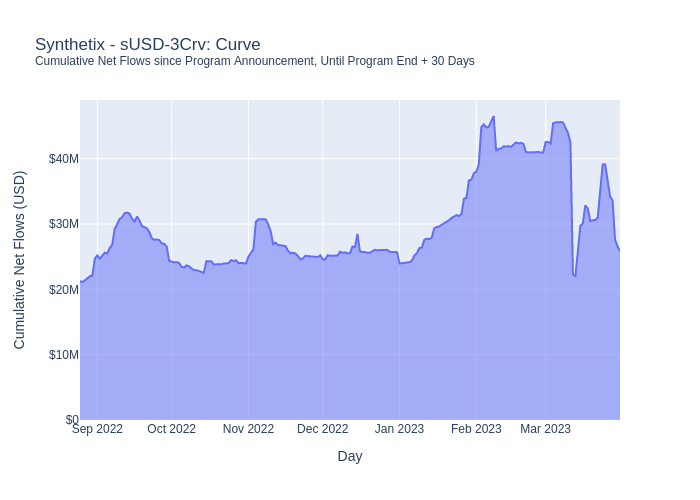 Synthetix - sUSD-3Crv: Curve
Cumulative Net Flows since Program Announcement, Until Program End + 30 Days
Cumulative Net Flows (USD)
$40M
$30M
$20M
$10M
$0
Sep 2022 Oct 2022 Nov 2022 Dec 2022 Jan 2023 Feb 2023 Mar 2023
Day